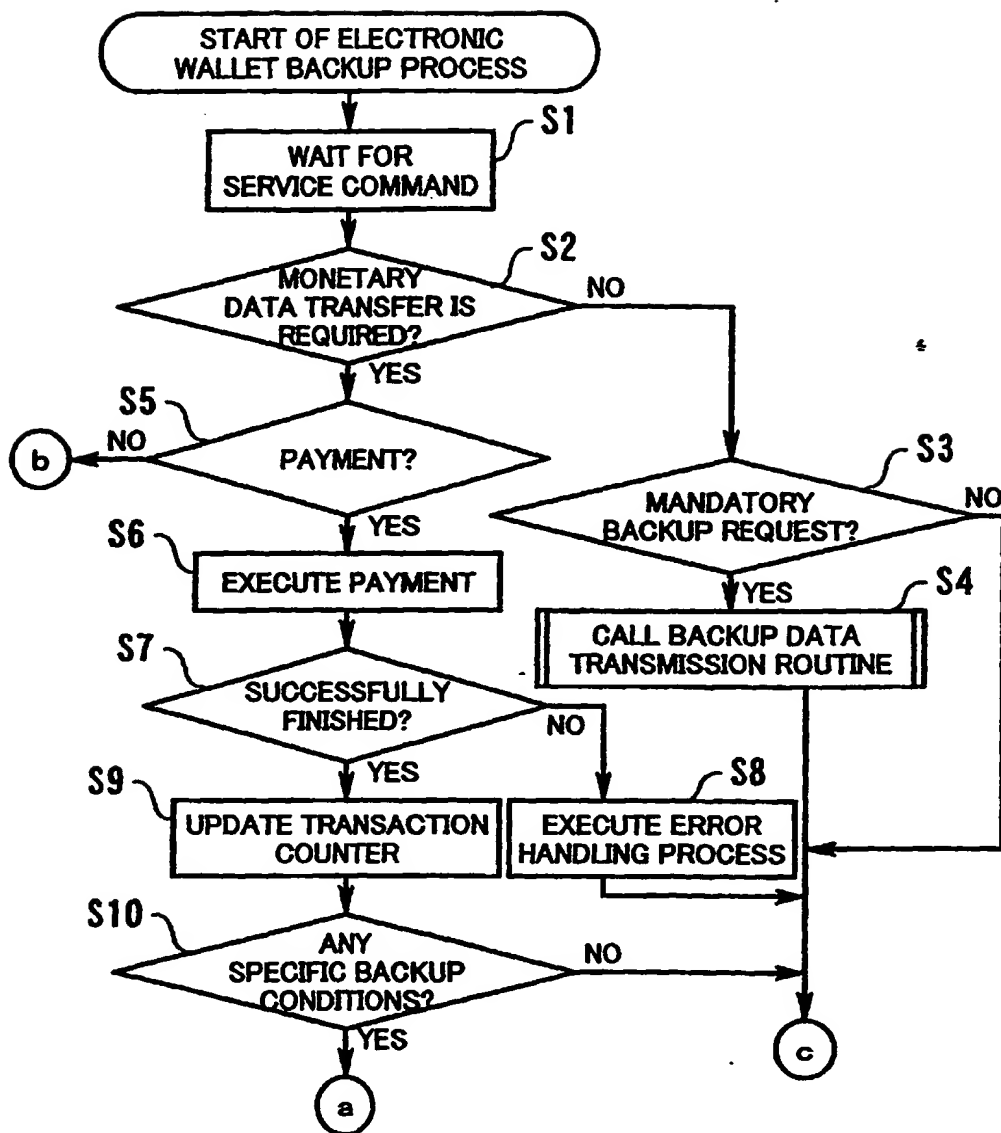 START OF ELECTRONIC
WALLET BACKUP PROCESS
S1
WAIT FOR
SERVICE COMMAND
S2
MONETARY
DATA TRANSFER IS
REQUIRED?
NO
YES
S5
PAYMENT?
NO
b
YES
S3
MANDATORY
BACKUP REQUEST?
NO
YES
S6
EXECUTE PAYMENT
S4
CALL BACKUP DATA
TRANSMISSION ROUTINE
S7
SUCCESSFULLY
FINISHED?
NO
YES
S9
UPDATE TRANSACTION
COUNTER
S8
EXECUTE ERROR
HANDLING PROCESS
S10
ANY
SPECIFIC BACKUP
CONDITIONS?
NO
YES
c
a